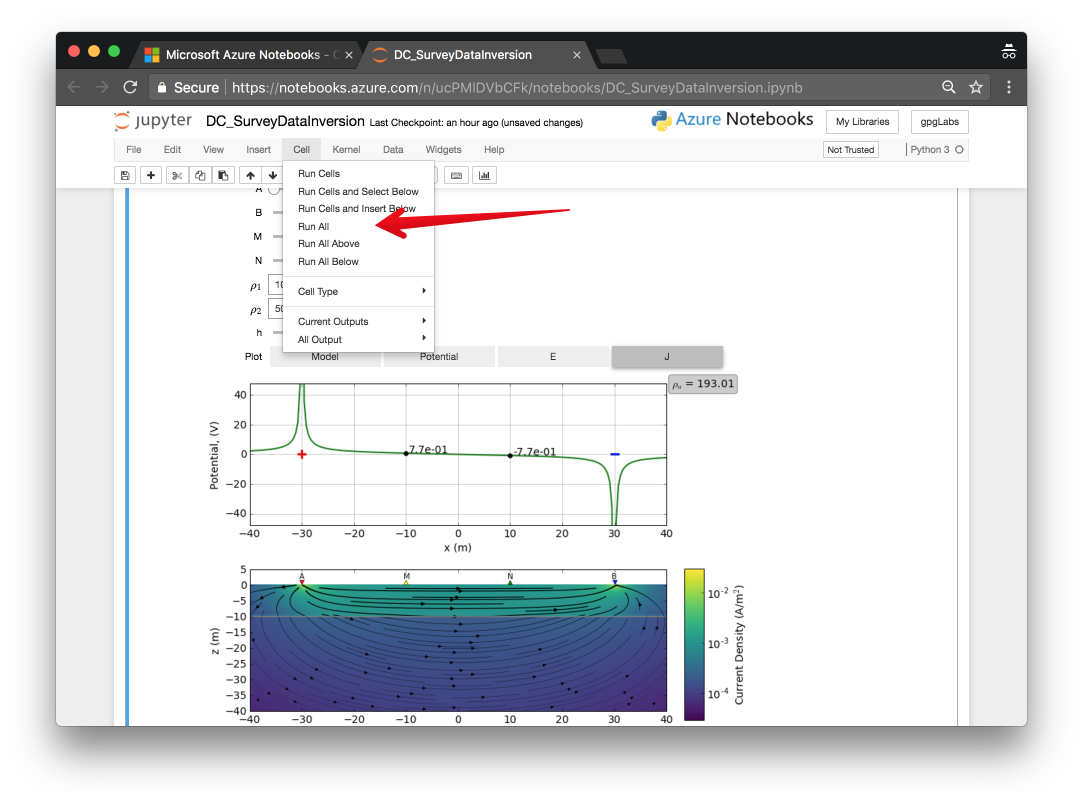 Microsoft Azure Notebooks -
DC_SurveyDataInversion
Secure https://notebooks.azure.com/n/ucPMlDVbCFk/notebooks/DC_SurveyDataInversion.ipynb
jupyter DC_SurveyDataInversion Last Checkpoint: an hour ago (unsaved changes) Azure Notebooks My Libraries gpgLabs
File Edit View Insert Cell Kernel Data Widgets Help Not Trusted Python 3
Run Cells
Run Cells and Select Below
Run Cells and Insert Below
Run All
Run All Above
Run All Below
Cell Type
Current Outputs
All Output
A
B
M
N
ρ1 10
ρ2 50
h
Plot Model Potential E J
ρa = 193.01
Potential, (V)
40
20
0
−20
−40
7.7e-01
-7.7e-01
−40 −30 −20 −10 0 10 20 30 40
x (m)
A M N B
z (m)
5
0
−5
−10
−15
−20
−25
−30
−35
−40
−40 −30 −20 −10 0 10 20 30 40
10-2
10-3
10-4
Current Density (A/m2)